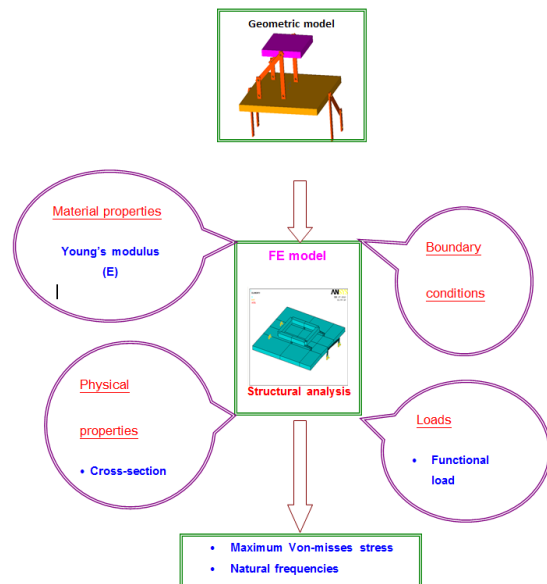 Geometric model
Material properties
Young's modulus
(E)
FE model
Boundary
conditions
AN
Structural analysis
Physical
properties
• Cross-section
Loads
• Functional
load
• Maximum Von-misses stress
• Natural frequencies